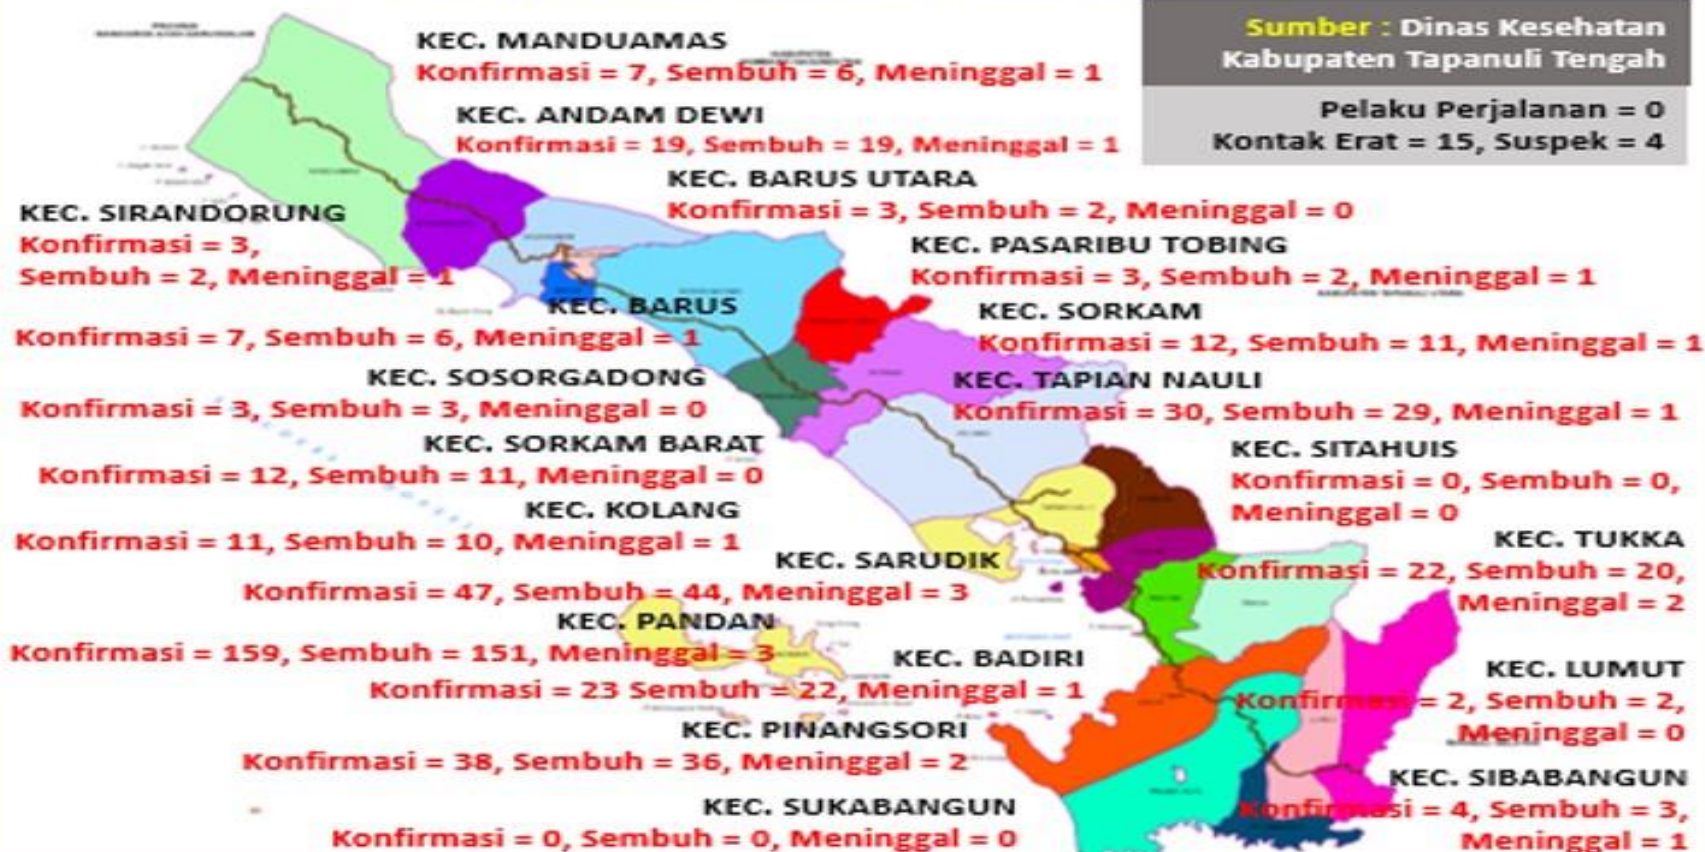 KEC. MANDUAMAS
Konfirmasi = 7, Sembuh = 6, Meninggal = 1
Sumber : Dinas Kesehatan
Kabupaten Tapanuli Tengah
Pelaku Perjalanan = 0
Kontak Erat = 15, Suspek = 4
KEC. ANDAM DEWI
Konfirmasi = 19, Sembuh = 19, Meninggal = 1
KEC. BARUS UTARA
Konfirmasi = 3, Sembuh = 2, Meninggal = 0
KEC. SIRANDORUNG
Konfirmasi = 3,
Sembuh = 2, Meninggal = 1
KEC. PASARIBU TOBING
Konfirmasi = 3, Sembuh = 2, Meninggal = 1
KEC. BARUS
Konfirmasi = 7, Sembuh = 6, Meninggal = 1
KEC. SORKAM
Konfirmasi = 12, Sembuh = 11, Meninggal = 1
KEC. SOSORGADONG
Konfirmasi = 3, Sembuh = 3, Meninggal = 0
KEC. TAPIAN NAULI
Konfirmasi = 30, Sembuh = 29, Meninggal = 1
KEC. SORKAM BARAT
Konfirmasi = 12, Sembuh = 11, Meninggal = 0
KEC. SITAHUIS
Konfirmasi = 0, Sembuh = 0,
Meninggal = 0
KEC. KOLANG
Konfirmasi = 11, Sembuh = 10, Meninggal = 1
KEC. TUKKA
Konfirmasi = 22, Sembuh = 20,
Meninggal = 2
KEC. SARUDIK
Konfirmasi = 47, Sembuh = 44, Meninggal = 3
KEC. PANDAN
Konfirmasi = 159, Sembuh = 151, Meninggal = 3
KEC. BADIRI
Konfirmasi = 23 Sembuh = 22, Meninggal = 1
KEC. LUMUT
Konfirmasi = 2, Sembuh = 2,
Meninggal = 0
KEC. PINANGSORI
Konfirmasi = 38, Sembuh = 36, Meninggal = 2
KEC. SIBABANGUN
Konfirmasi = 4, Sembuh = 3,
Meninggal = 1
KEC. SUKABANGUN
Konfirmasi = 0, Sembuh = 0, Meninggal = 0